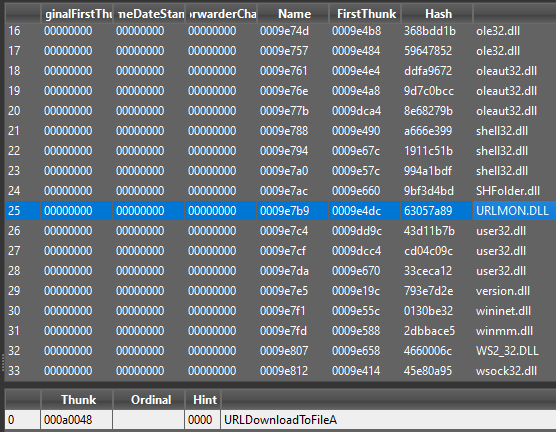 ginalFirstThu meDateStam orwarderCha Name FirstThunk Hash
16 00000000 00000000 00000000 0009e74d 0009e4b8 368bdd1b ole32.dll
17 00000000 00000000 00000000 0009e757 0009e484 59647852 ole32.dll
18 00000000 00000000 00000000 0009e761 0009e4e4 ddfa9672 oleaut32.dll
19 00000000 00000000 00000000 0009e76e 0009e4a8 9d7c0bcc oleaut32.dll
20 00000000 00000000 00000000 0009e77b 0009dca4 8e68279b oleaut32.dll
21 00000000 00000000 00000000 0009e788 0009e490 a666e399 shell32.dll
22 00000000 00000000 00000000 0009e794 0009e67c 1911c51b shell32.dll
23 00000000 00000000 00000000 0009e7a0 0009e57c 994a1bdf shell32.dll
24 00000000 00000000 00000000 0009e7ac 0009e660 9bf3d4bd SHFolder.dll
25 00000000 00000000 00000000 0009e7b9 0009e4dc 63057a89 URLMON.DLL
26 00000000 00000000 00000000 0009e7c4 0009dd9c 43d11b7b user32.dll
27 00000000 00000000 00000000 0009e7cf 0009dcc4 cd04c09c user32.dll
28 00000000 00000000 00000000 0009e7da 0009e670 33ceca12 user32.dll
29 00000000 00000000 00000000 0009e7e5 0009e19c 793e7d2e version.dll
30 00000000 00000000 00000000 0009e7f1 0009e55c 0130be32 wininet.dll
31 00000000 00000000 00000000 0009e7fd 0009e588 2dbbace5 winmm.dll
32 00000000 00000000 00000000 0009e807 0009e658 4660006c WS2_32.DLL
33 00000000 00000000 00000000 0009e812 0009e414 45e80a95 wsock32.dll
Thunk Ordinal Hint
0 000a0048 0000 URLDownloadToFileA